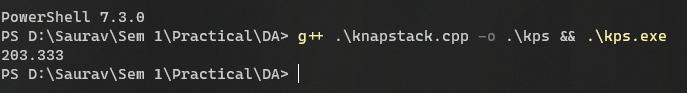 PowerShell 7.3.0
PS D:\Saurav\Sem 1\Practical\DA> g++ .\knapstack.cpp -o .\kps && .\kps.exe
203.333
PS D:\Saurav\Sem 1\Practical\DA>